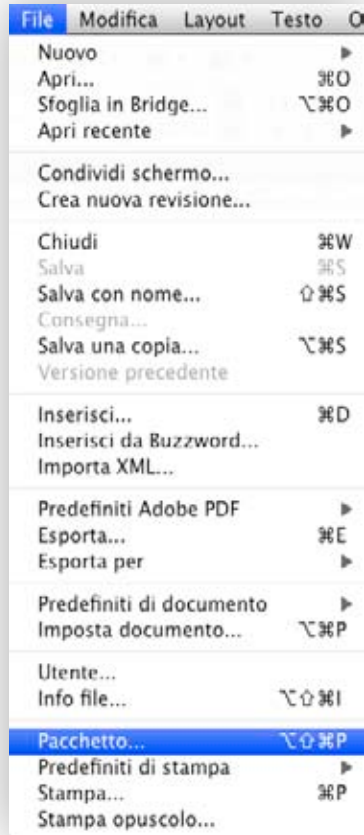 File Modifica Layout Testo O
Nuovo ▶
Apri... ⌘O
Sfoglia in Bridge... ⌥⌘O
Apri recente ▶
Condividi schermo...
Crea nuova revisione...
Chiudi ⌘W
Salva ⌘S
Salva con nome... ⇧⌘S
Consegna...
Salva una copia... ⌥⌘S
Versione precedente
Inserisci... ⌘D
Inserisci da Buzzword...
Importa XML...
Predefiniti Adobe PDF ▶
Esporta... ⌘E
Esporta per ▶
Predefiniti di documento ▶
Imposta documento... ⌥⌘P
Utente...
Info file... ⌥⇧⌘I
Pacchetto... ⌥⇧⌘P
Predefiniti di stampa ▶
Stampa... ⌘P
Stampa opuscolo...